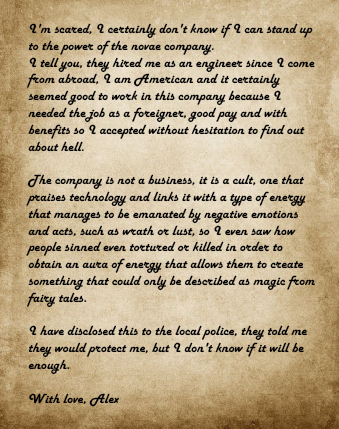 I'm scared, I certainly don't know if I can stand up
to the power of the novae company.
I tell you, they hired me as an engineer since I come
from abroad, I am American and it certainly
seemed good to work in this company because I
needed the job as a foreigner, good pay and with
benefits so I accepted without hesitation to find out
about hell.

The company is not a business, it is a cult, one that
praises technology and links it with a type of energy
that manages to be emanated by negative emotions
and acts, such as wrath or lust, so I even saw how
people sinned even tortured or killed in order to
obtain an aura of energy that allows them to create
something that could only be described as magic from
fairy tales.

I have disclosed this to the local police, they told me
they would protect me, but I don't know if it will be
enough.

With love, Alex